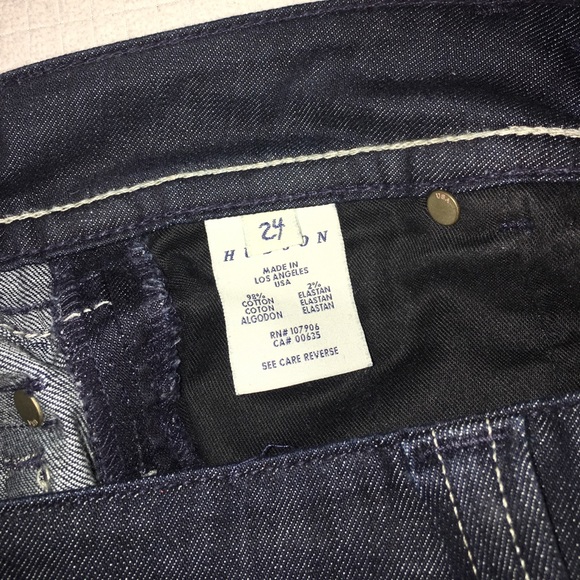 24
HUDSON
MADE IN
LOS ANGELES
USA
98% 2%
COTTON ELASTAN
COTON ELASTAN
ALGODON ELASTAN
RN# 107906
CA# 00635
SEE CARE REVERSE
USA